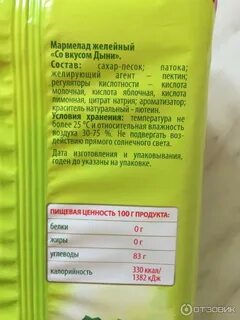 Мармелад желейный
«Со вкусом Дыни».
Состав: сахар-песок; патока;
желирующий агент – пектин;
регуляторы кислотности – кислота
молочная, кислота яблочная, кислота
лимонная, цитрат натрия; ароматизатор;
краситель натуральный - лютеин.
Условия хранения: температура не
более 25 °С и относительная влажность
воздуха 30-75 %. Не подвергать воз-
действию прямого солнечного света.
Дата изготовления и упаковывания,
годен до указаны на упаковке.
ПИЩЕВАЯ ЦЕННОСТЬ 100 Г ПРОДУКТА:
белки 0 г
жиры 0 г
углеводы 83 г
калорийность 330 ккал/
1382 кДж
ОТЗОВИК